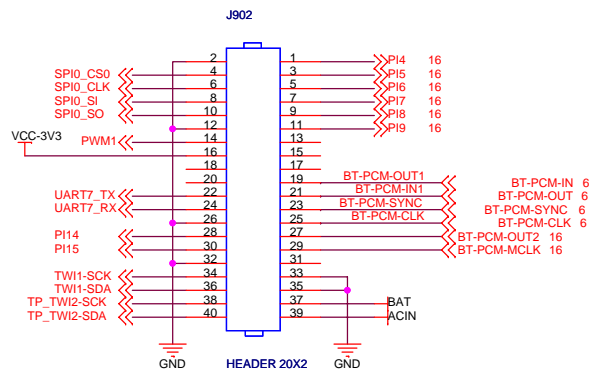 J902
2 1 PI4 16
SPI0_CS0 4 3 PI5 16
SPI0_CLK 6 5 PI6 16
SPI0_SI 8 7 PI7 16
SPI0_SO 10 9 PI8 16
12 11 PI9 16
VCC-3V3 PWM1 14 13
16 15
18 17
20 19 BT-PCM-OUT1 BT-PCM-IN 6
UART7_TX 22 21 BT-PCM-IN1 BT-PCM-OUT 6
UART7_RX 24 23 BT-PCM-SYNC BT-PCM-SYNC 6
26 25 BT-PCM-CLK BT-PCM-CLK 6
PI14 28 27 BT-PCM-OUT2 16
PI15 30 29 BT-PCM-MCLK 16
32 31
TWI1-SCK 34 33
TWI1-SDA 36 35
TP_TWI2-SCK 38 37 BAT
TP_TWI2-SDA 40 39 ACIN
GND HEADER 20X2 GND